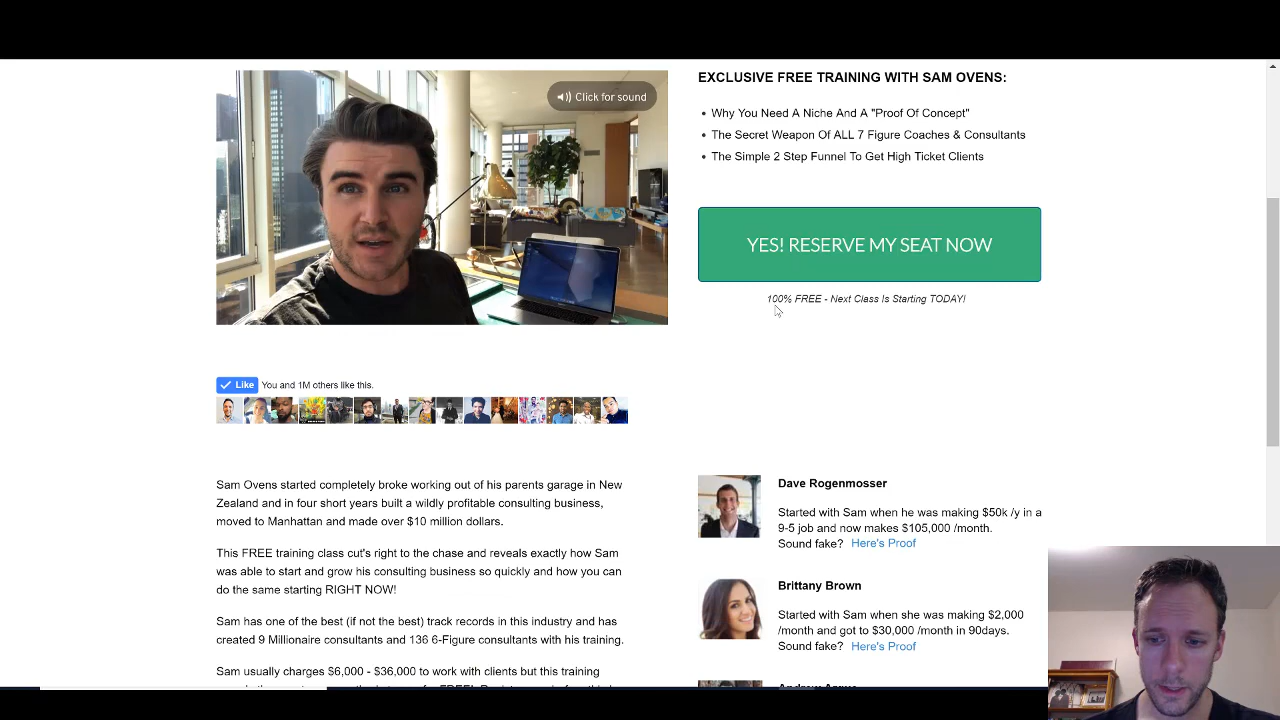 Click for sound
EXCLUSIVE FREE TRAINING WITH SAM OVENS:
• Why You Need A Niche And A "Proof Of Concept"
• The Secret Weapon Of ALL 7 Figure Coaches & Consultants
• The Simple 2 Step Funnel To Get High Ticket Clients
YES! RESERVE MY SEAT NOW
100% FREE - Next Class Is Starting TODAY!
Like You and 1M others like this.
Sam Ovens started completely broke working out of his parents garage in New
Zealand and in four short years built a wildly profitable consulting business,
moved to Manhattan and made over $10 million dollars.
This FREE training class cut's right to the chase and reveals exactly how Sam
was able to start and grow his consulting business so quickly and how you can
do the same starting RIGHT NOW!
Sam has one of the best (if not the best) track records in this industry and has
created 9 Millionaire consultants and 136 6-Figure consultants with his training.
Sam usually charges $6,000 - $36,000 to work with clients but this training
Dave Rogenmosser
Started with Sam when he was making $50k /y in a
9-5 job and now makes $105,000 /month.
Sound fake? Here's Proof
Brittany Brown
Started with Sam when she was making $2,000
/month and got to $30,000 /month in 90days.
Sound fake? Here's Proof